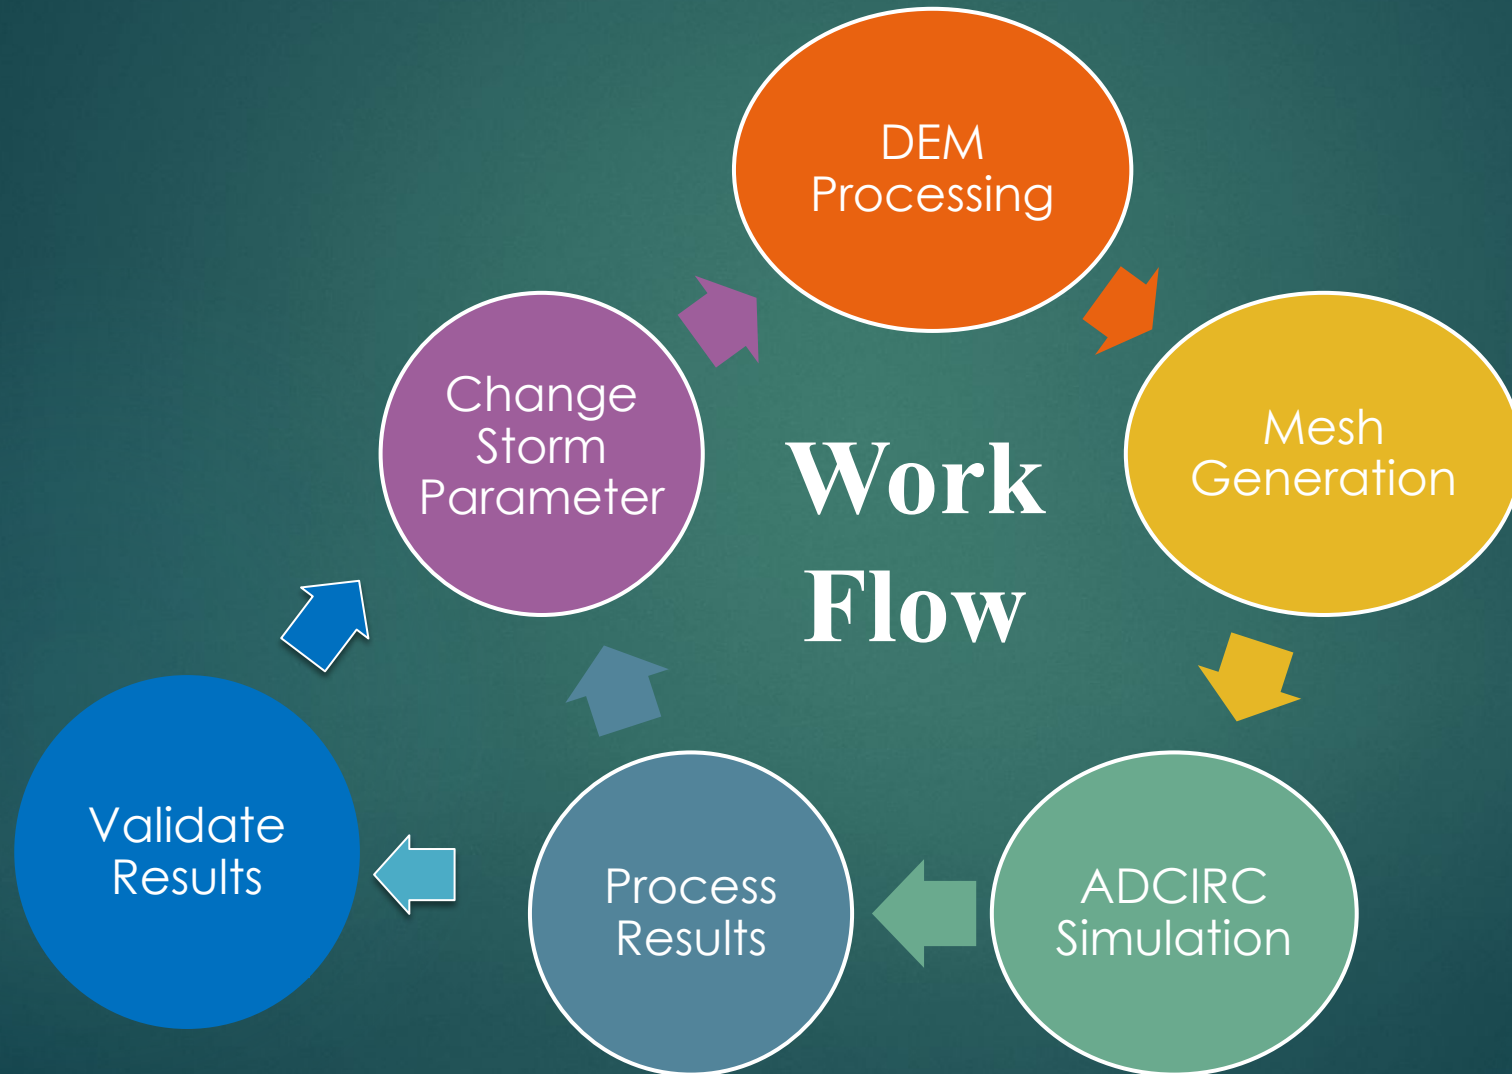 DEM
Processing
Mesh
Generation
ADCIRC
Simulation
Process
Results
Validate
Results
Change
Storm
Parameter
Work
Flow